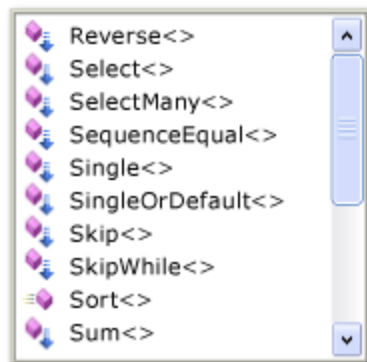 Reverse<>
Select<>
SelectMany<>
SequenceEqual<>
Single<>
SingleOrDefault<>
Skip<>
SkipWhile<>
Sort<>
Sum<>